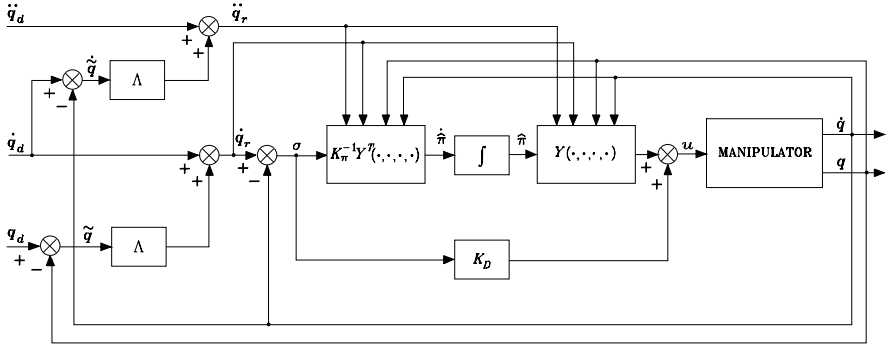 q̈_d
+
+
q̈_r
q̃̇
Λ
+
−
q̇_d
+
+
q̇_r
+
−
σ
K_π^{-1}Y^T(·,·,·,·)
π̂̇
∫
π̂
Y(·,·,·,·)
+
+
u
MANIPULATOR
q̇
q
q_d
+
−
q̃
Λ
K_D